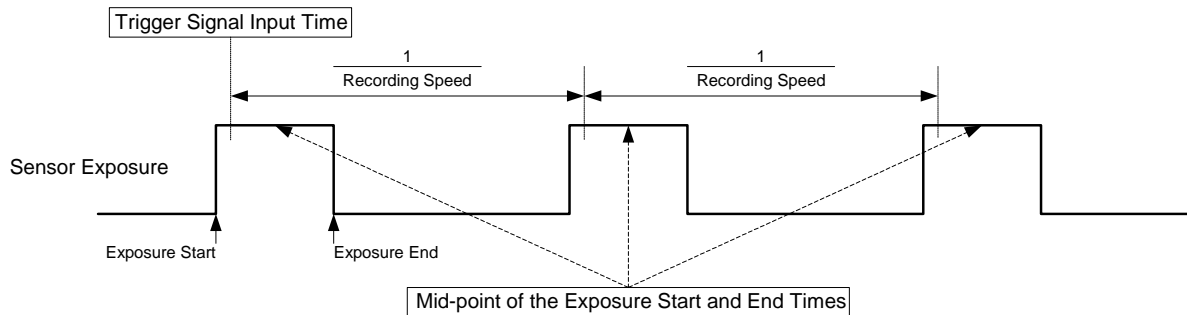 Trigger Signal Input Time
1
Recording Speed
1
Recording Speed
Sensor Exposure
Exposure Start
Exposure End
Mid-point of the Exposure Start and End Times